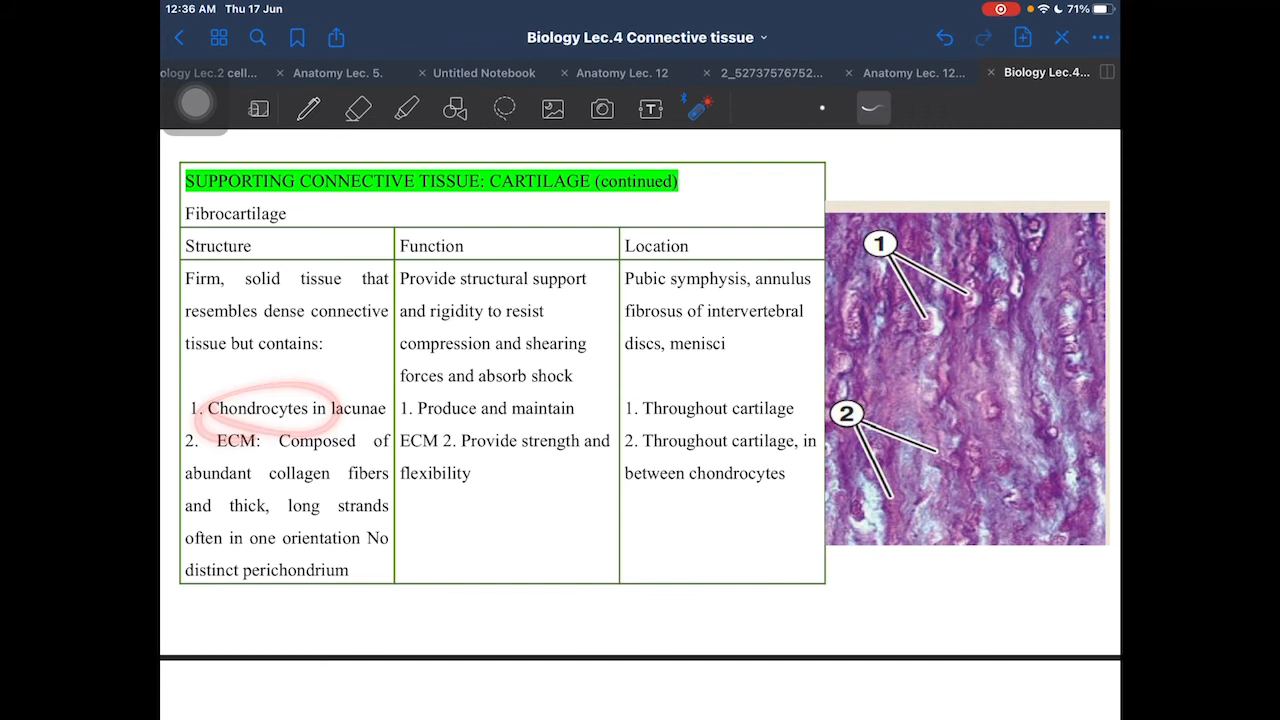 12:36 AM Thu 17 Jun
71%
Biology Lec.4 Connective tissue
ology Lec.2 cell...
Anatomy Lec. 5.
Untitled Notebook
Anatomy Lec. 12
2_52737576752...
Anatomy Lec. 12...
Biology Lec.4...
T
SUPPORTING CONNECTIVE TISSUE: CARTILAGE (continued)
Fibrocartilage
Structure
Firm, solid tissue that
resembles dense connective
tissue but contains:
1. Chondrocytes in lacunae
2. ECM: Composed of
abundant collagen fibers
and thick, long strands
often in one orientation No
distinct perichondrium
Function
Provide structural support
and rigidity to resist
compression and shearing
forces and absorb shock
1. Produce and maintain
ECM 2. Provide strength and
flexibility
Location
Pubic symphysis, annulus
fibrosus of intervertebral
discs, menisci
1. Throughout cartilage
2. Throughout cartilage, in
between chondrocytes
1
2